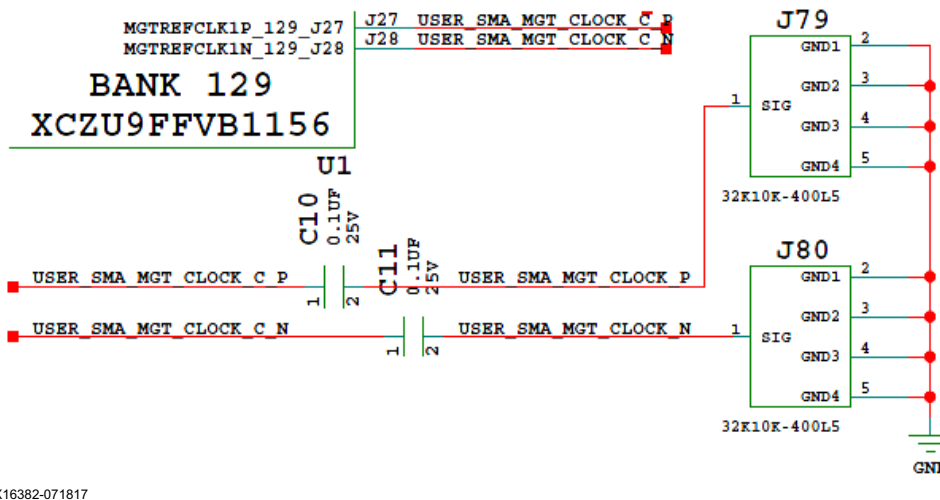 MGTREFCLK1P_129_J27 J27 USER_SMA_MGT_CLOCK_C_P
MGTREFCLK1N_129_J28 J28 USER_SMA_MGT_CLOCK_C_N
BANK 129
XCZU9FFVB1156
U1
J79
1 SIG
GND1 2
GND2 3
GND3 4
GND4 5
32K10K-400L5
C10
0.1UF
25V
C11
0.1UF
25V
USER_SMA_MGT_CLOCK_C_P 1 2 USER_SMA_MGT_CLOCK_P
USER_SMA_MGT_CLOCK_C_N 1 2 USER_SMA_MGT_CLOCK_N
J80
1 SIG
GND1 2
GND2 3
GND3 4
GND4 5
32K10K-400L5
16382-071817